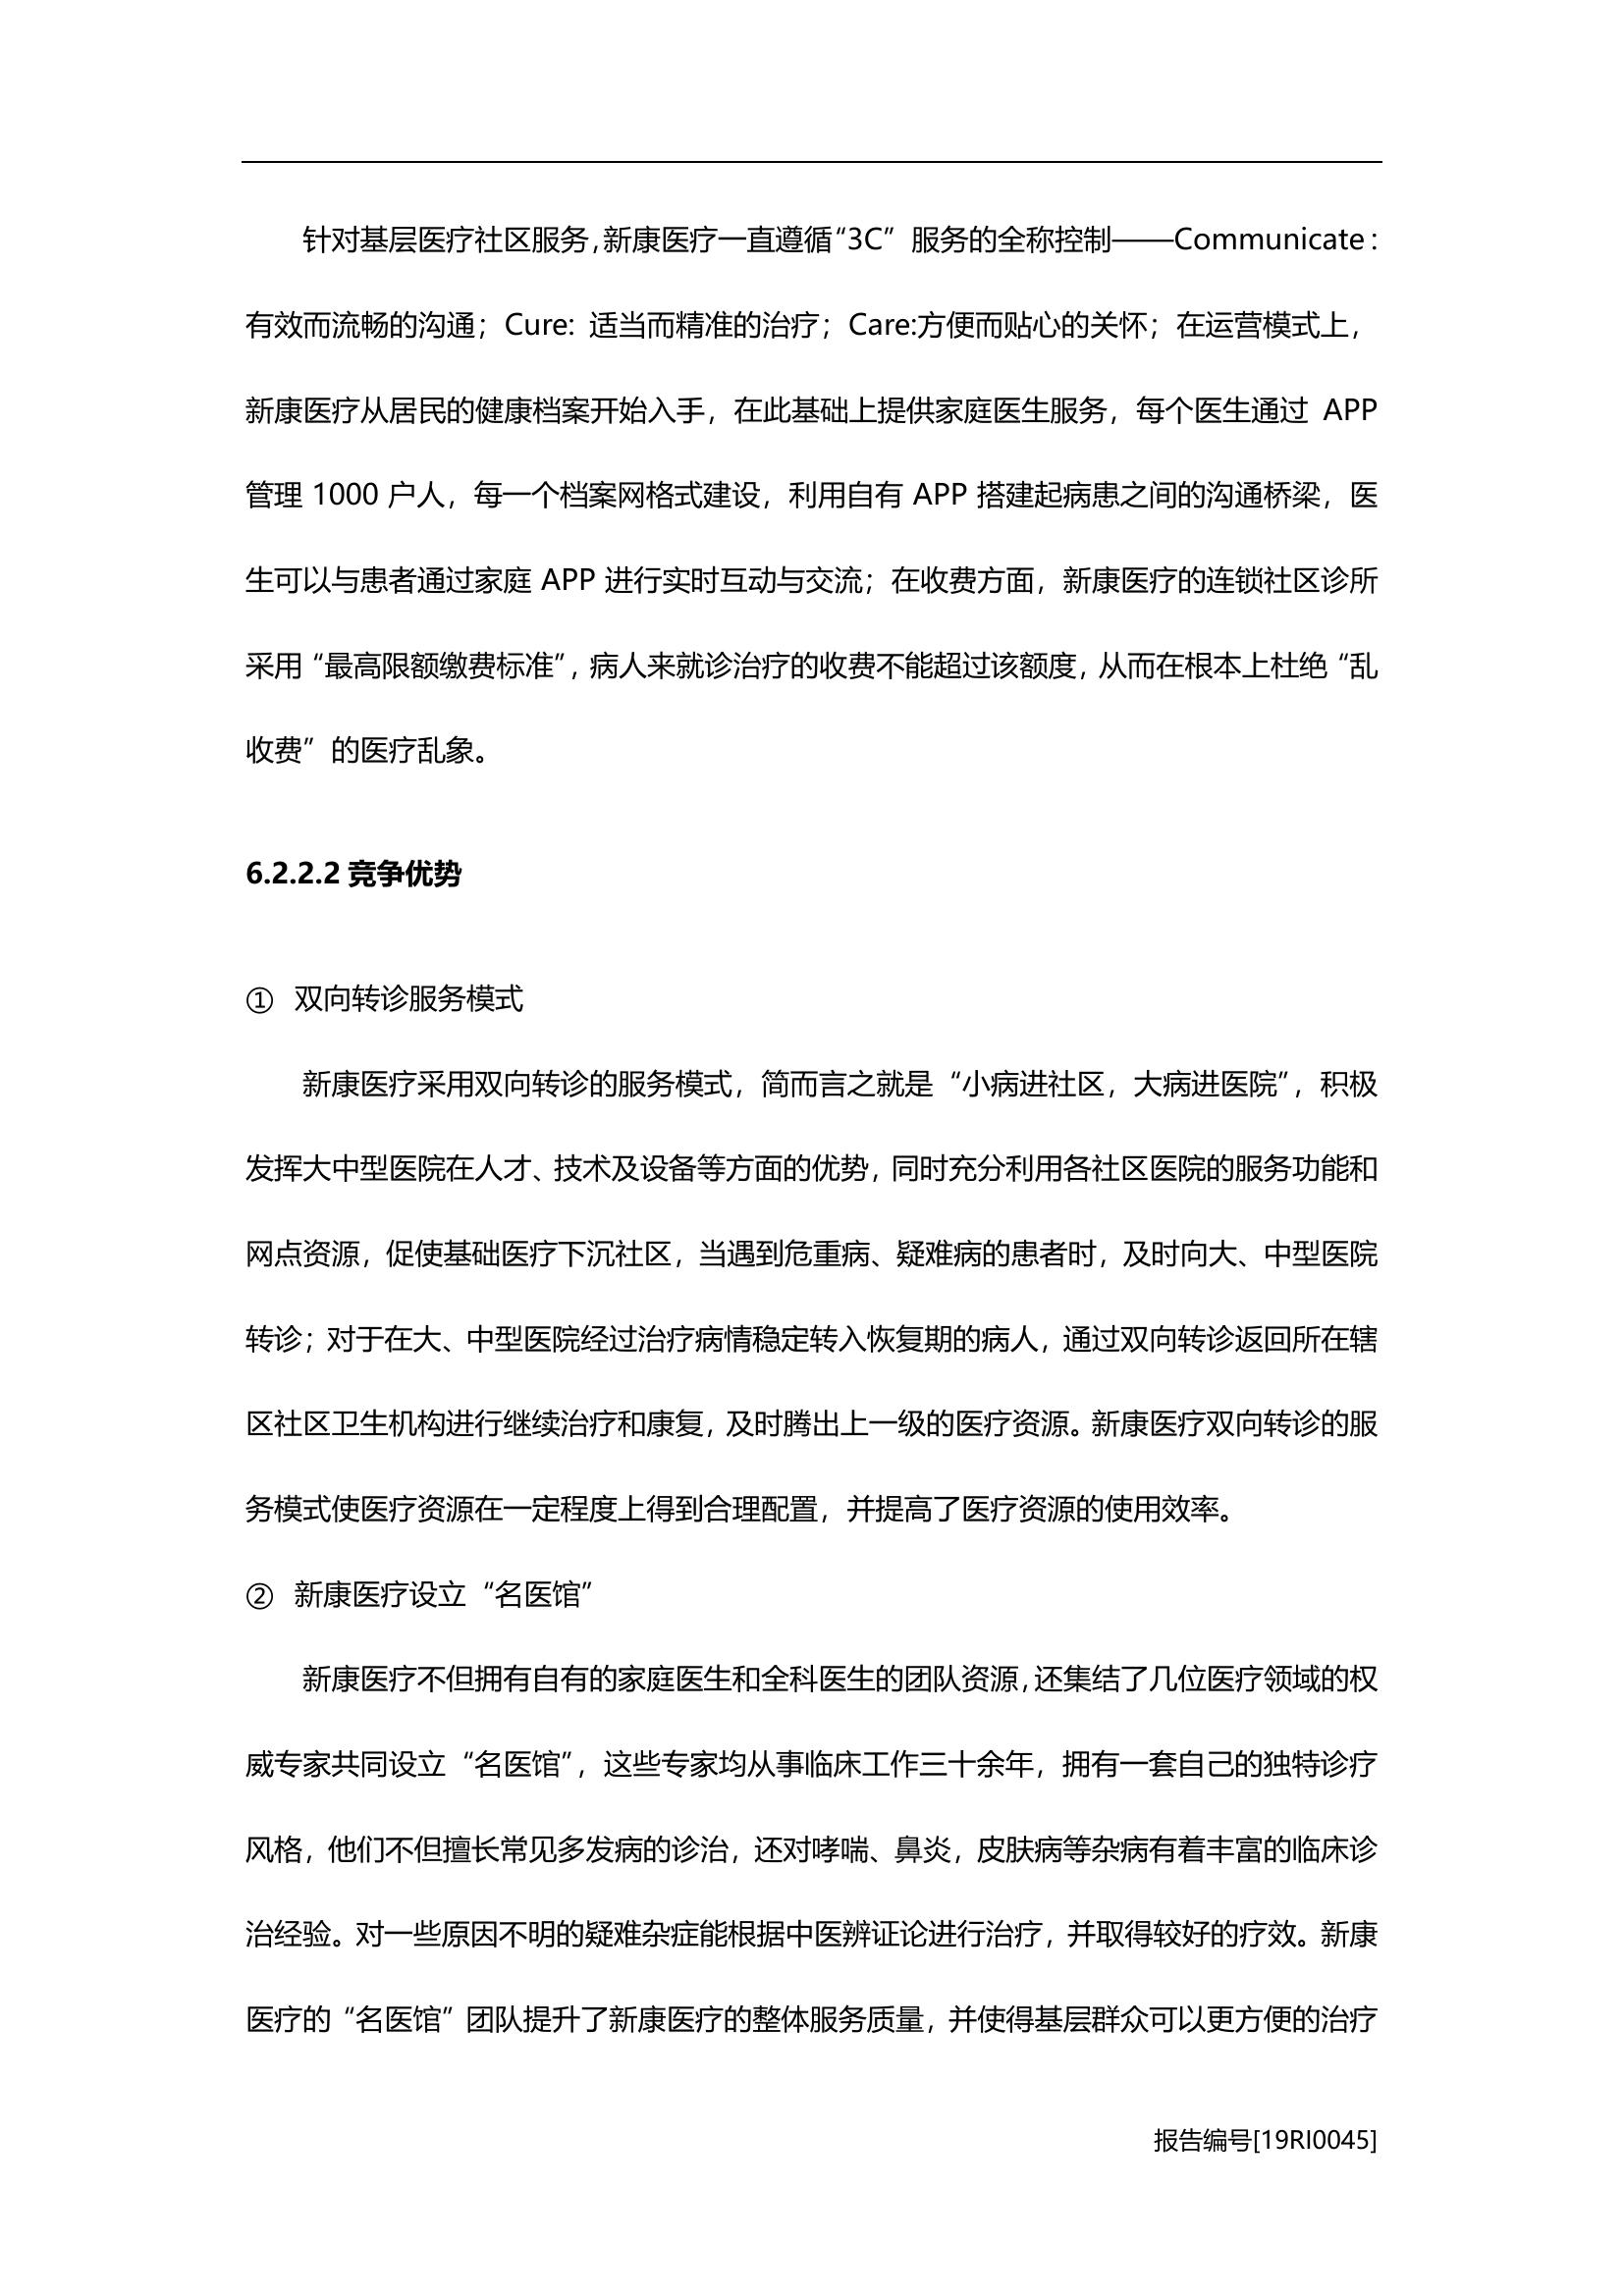 针对基层医疗社区服务，新康医疗一直遵循“3C”服务的全称控制——Communicate：
有效而流畅的沟通；Cure: 适当而精准的治疗；Care:方便而贴心的关怀；在运营模式上，
新康医疗从居民的健康档案开始入手，在此基础上提供家庭医生服务，每个医生通过 APP
管理 1000 户人，每一个档案网格式建设，利用自有 APP 搭建起病患之间的沟通桥梁，医
生可以与患者通过家庭 APP 进行实时互动与交流；在收费方面，新康医疗的连锁社区诊所
采用“最高限额缴费标准”，病人来就诊治疗的收费不能超过该额度，从而在根本上杜绝“乱
收费”的医疗乱象。
6.2.2.2 竞争优势
① 双向转诊服务模式
新康医疗采用双向转诊的服务模式，简而言之就是“小病进社区，大病进医院”，积极
发挥大中型医院在人才、技术及设备等方面的优势，同时充分利用各社区医院的服务功能和
网点资源，促使基础医疗下沉社区，当遇到危重病、疑难病的患者时，及时向大、中型医院
转诊；对于在大、中型医院经过治疗病情稳定转入恢复期的病人，通过双向转诊返回所在辖
区社区卫生机构进行继续治疗和康复，及时腾出上一级的医疗资源。新康医疗双向转诊的服
务模式使医疗资源在一定程度上得到合理配置，并提高了医疗资源的使用效率。
② 新康医疗设立“名医馆”
新康医疗不但拥有自有的家庭医生和全科医生的团队资源，还集结了几位医疗领域的权
威专家共同设立“名医馆”，这些专家均从事临床工作三十余年，拥有一套自己的独特诊疗
风格，他们不但擅长常见多发病的诊治，还对哮喘、鼻炎，皮肤病等杂病有着丰富的临床诊
治经验。对一些原因不明的疑难杂症能根据中医辨证论进行治疗，并取得较好的疗效。新康
医疗的“名医馆”团队提升了新康医疗的整体服务质量，并使得基层群众可以更方便的治疗
报告编号[19RI0045]